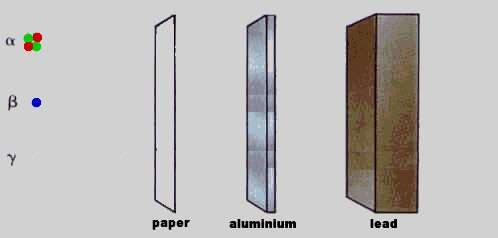 α
β
γ
paper aluminium lead